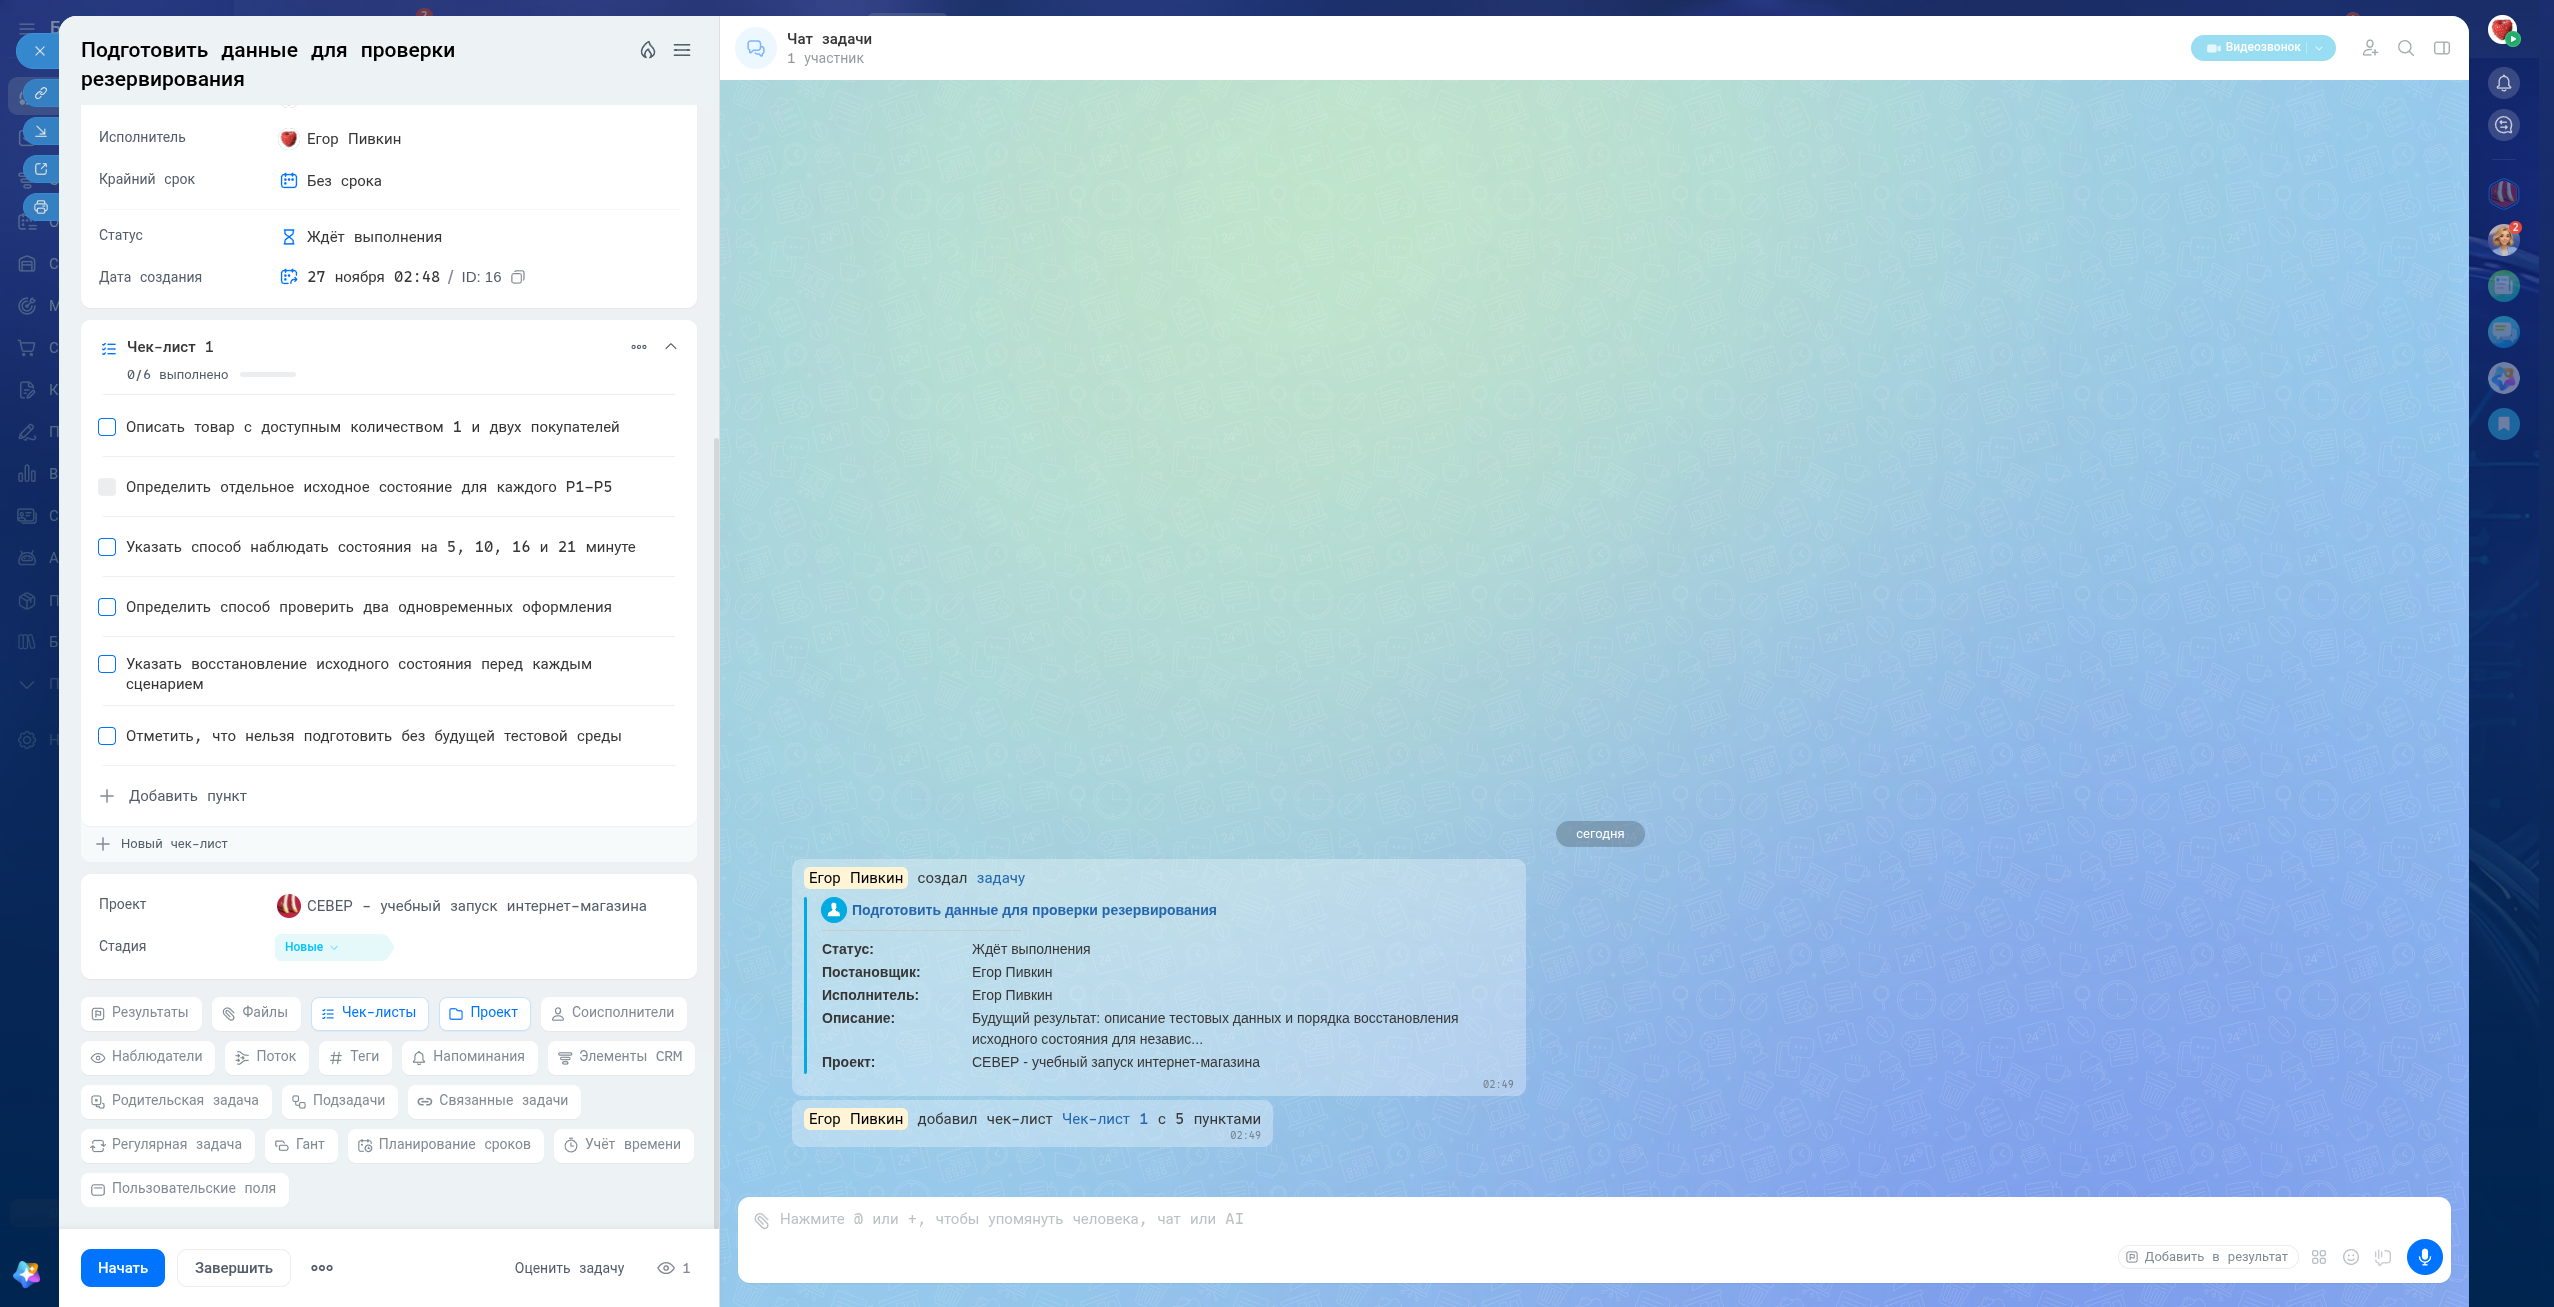 Подготовить данные для проверки
резервирования
Исполнитель
Егор Пивкин
Крайний срок
Без срока
Статус
Ждёт выполнения
Дата создания
27 ноября 02:48 / ID: 16
Чек-лист 1
0/6 выполнено
Описать товар с доступным количеством 1 и двух покупателей
Определить отдельное исходное состояние для каждого P1-P5
Указать способ наблюдать состояния на 5, 10, 16 и 21 минуте
Определить способ проверить два одновременных оформления
Указать восстановление исходного состояния перед каждым
сценарием
Отметить, что нельзя подготовить без будущей тестовой среды
Добавить пункт
Новый чек-лист
Проект
СЕВЕР - учебный запуск интернет-магазина
Стадия
Новые
Результаты
Файлы
Чек-листы
Проект
Соисполнители
Наблюдатели
Поток
Теги
Напоминания
Элементы CRM
Родительская задача
Подзадачи
Связанные задачи
Регулярная задача
Гант
Планирование сроков
Учёт времени
Пользовательские поля
Начать
Завершить
Оценить задачу
1
Чат задачи
1 участник
Видеозвонок
сегодня
Егор Пивкин создал задачу
Подготовить данные для проверки резервирования
Статус: Ждёт выполнения
Постановщик: Егор Пивкин
Исполнитель: Егор Пивкин
Описание: Будущий результат: описание тестовых данных и порядка восстановления
исходного состояния для независ...
Проект: СЕВЕР - учебный запуск интернет-магазина
02:49
Егор Пивкин добавил чек-лист Чек-лист 1 с 5 пунктами
02:49
Нажмите @ или +, чтобы упомянуть человека, чат или AI
Добавить в результат
2